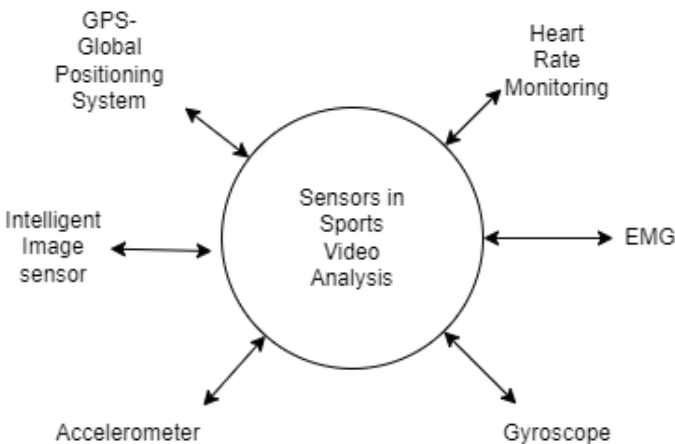 GPS-
Global
Positioning
System
Heart
Rate
Monitoring
Sensors in
Sports
Video
Analysis
Intelligent
Image
sensor
EMG
Accelerometer
Gyroscope